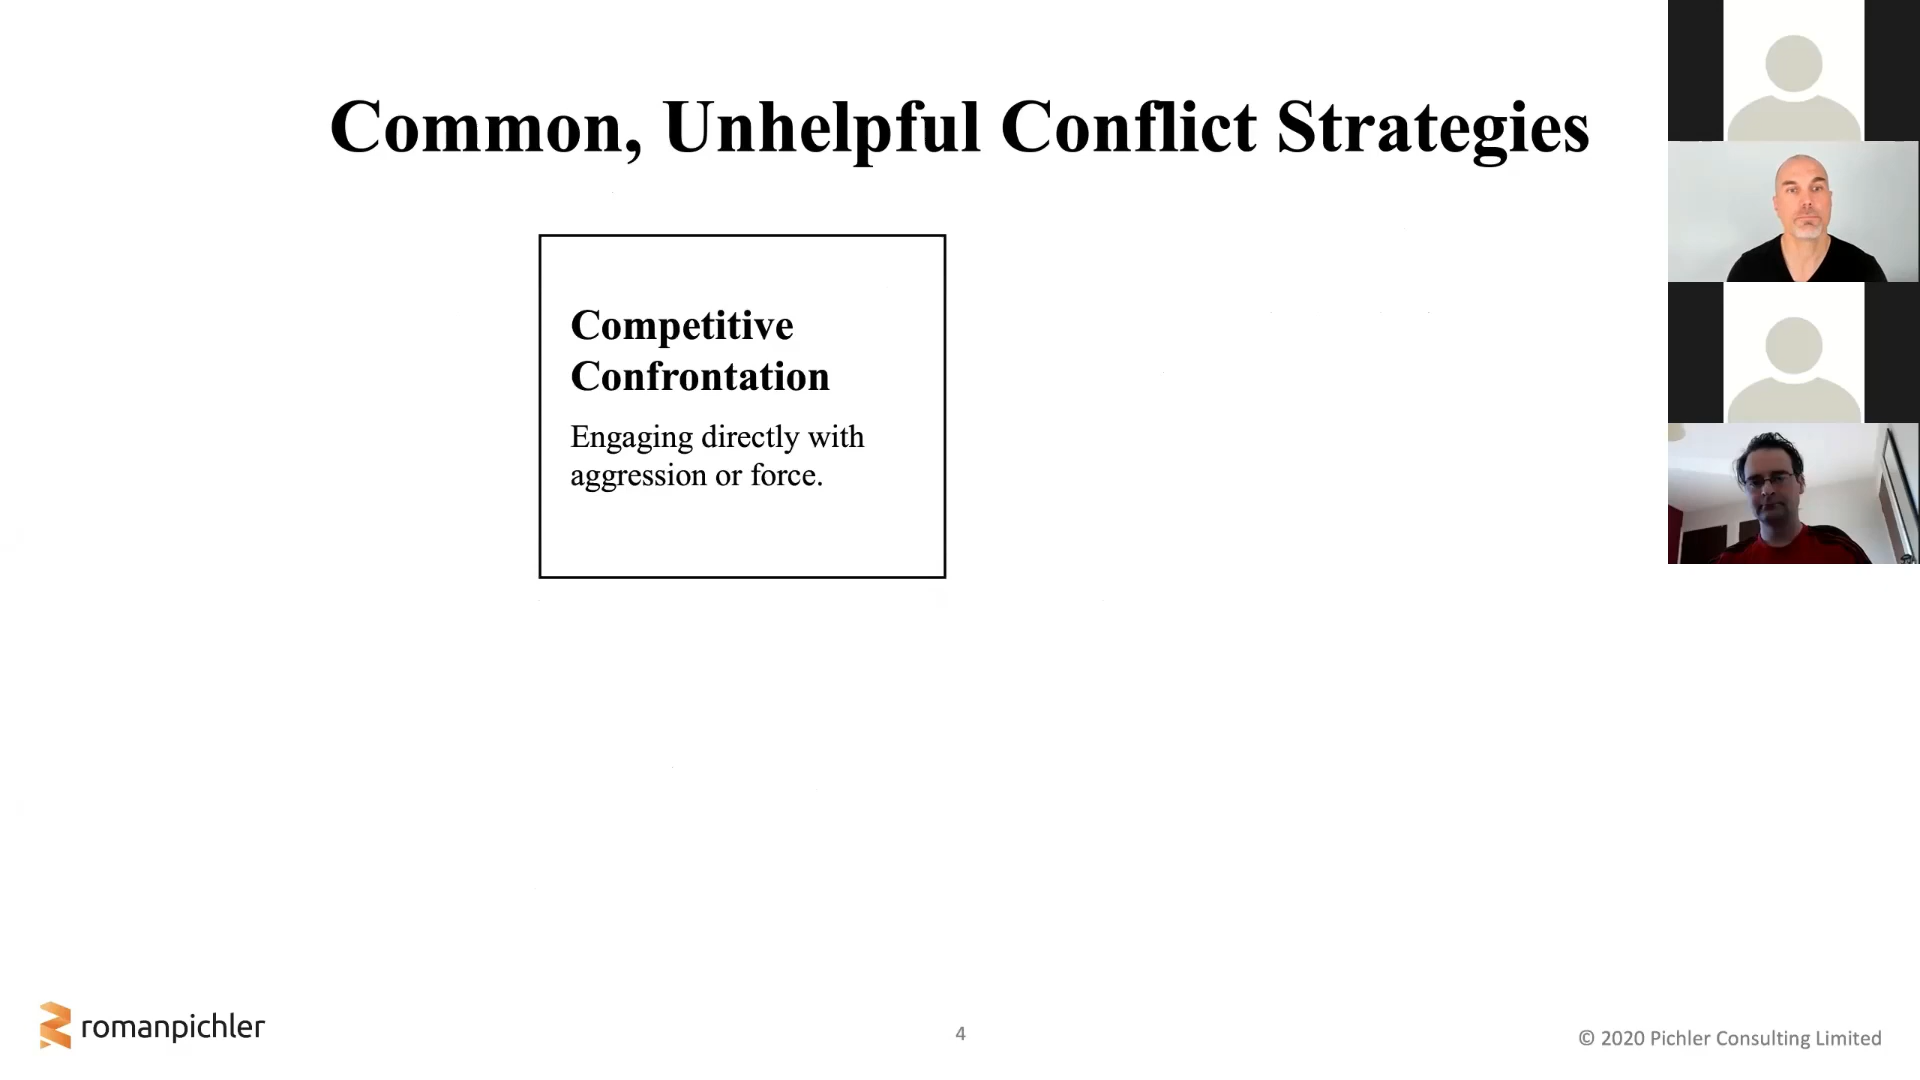 Common, Unhelpful Conflict Strategies
Competitive
Confrontation
Engaging directly with
aggression or force.
romanpichler
4
© 2020 Pichler Consulting Limited